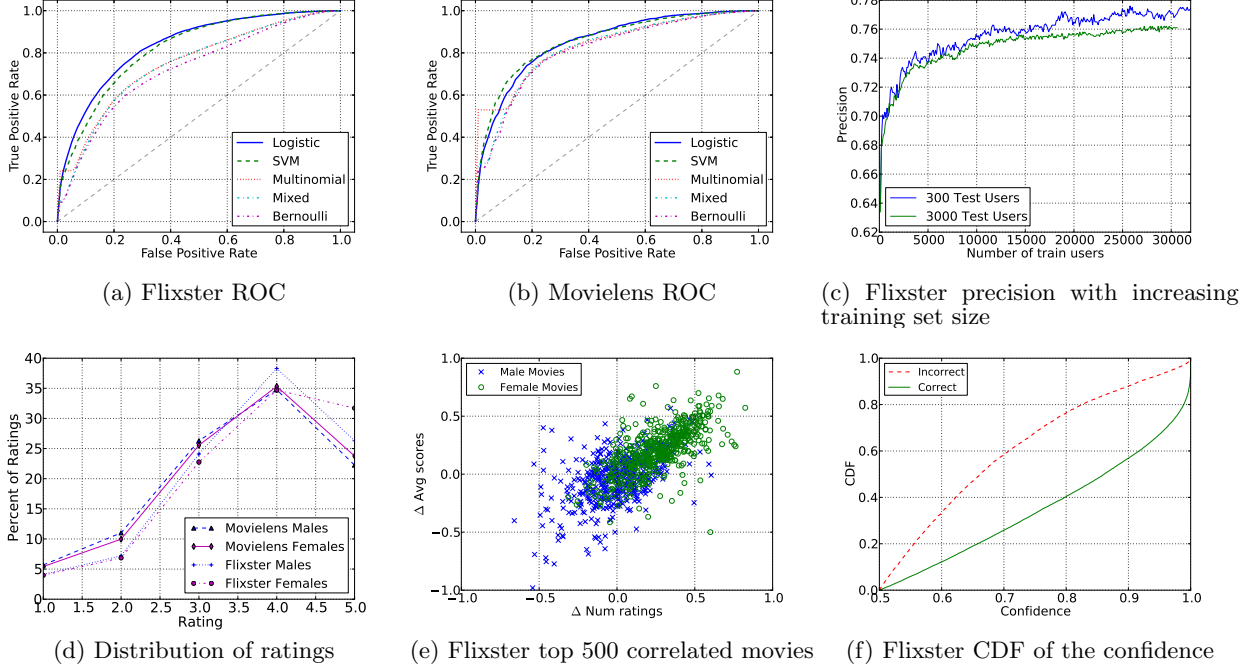 1.0
0.8
0.6
0.4
0.2
0.0
True Positive Rate
Logistic
SVM
Multinomial
Mixed
Bernoulli
0.0 0.2 0.4 0.6 0.8 1.0
False Positive Rate
(a) Flixster ROC
1.0
0.8
0.6
0.4
0.2
0.0
True Positive Rate
Logistic
SVM
Multinomial
Mixed
Bernoulli
0.0 0.2 0.4 0.6 0.8 1.0
False Positive Rate
(b) Movielens ROC
0.78
0.76
0.74
0.72
0.70
0.68
0.66
0.64
0.62
Precision
300 Test Users
3000 Test Users
0 5000 10000 15000 20000 25000 30000
Number of train users
(c) Flixster precision with increasing
training set size
40
35
30
25
20
15
10
5
0
Percent of Ratings
Movielens Males
Movielens Females
Flixster Males
Flixster Females
1.0 1.5 2.0 2.5 3.0 3.5 4.0 4.5 5.0
Rating
(d) Distribution of ratings
1.0
0.5
0.0
−0.5
−1.0
Δ Avg scores
Male Movies
Female Movies
−1.0 −0.5 0.0 0.5 1.0
Δ Num ratings
(e) Flixster top 500 correlated movies
1.0
0.8
0.6
0.4
0.2
0.0
CDF
Incorrect
Correct
0.5 0.6 0.7 0.8 0.9 1.0
Confidence
(f) Flixster CDF of the confidence